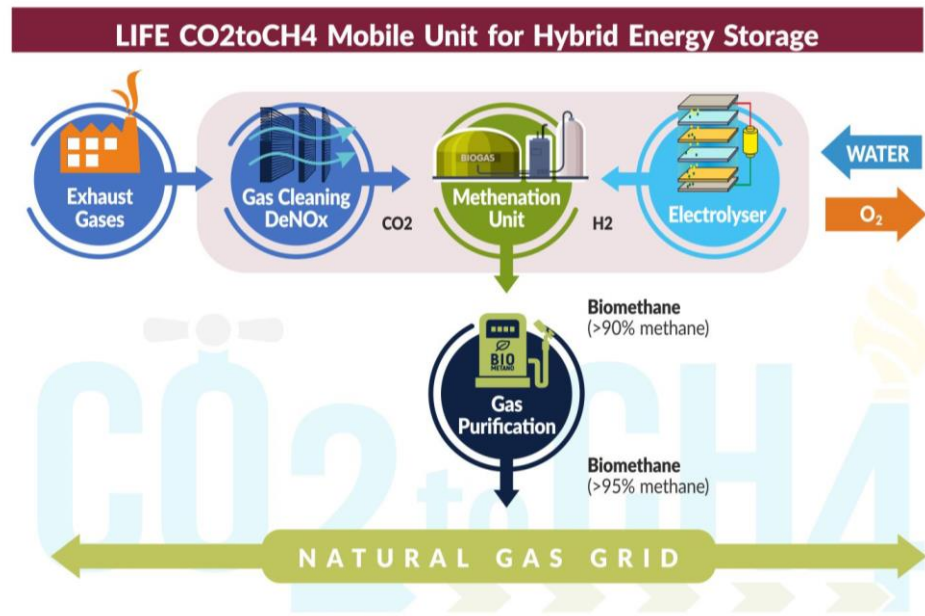 LIFE CO2toCH4 Mobile Unit for Hybrid Energy Storage
Exhaust
Gases
Gas Cleaning
DeNOx
CO2
BIOGAS
Methenation
Unit
H2
Electrolyser
WATER
O₂
Biomethane
(>90% methane)
BIO
METANO
Gas
Purification
Biomethane
(>95% methane)
CO2toCH4
NATURAL GAS GRID